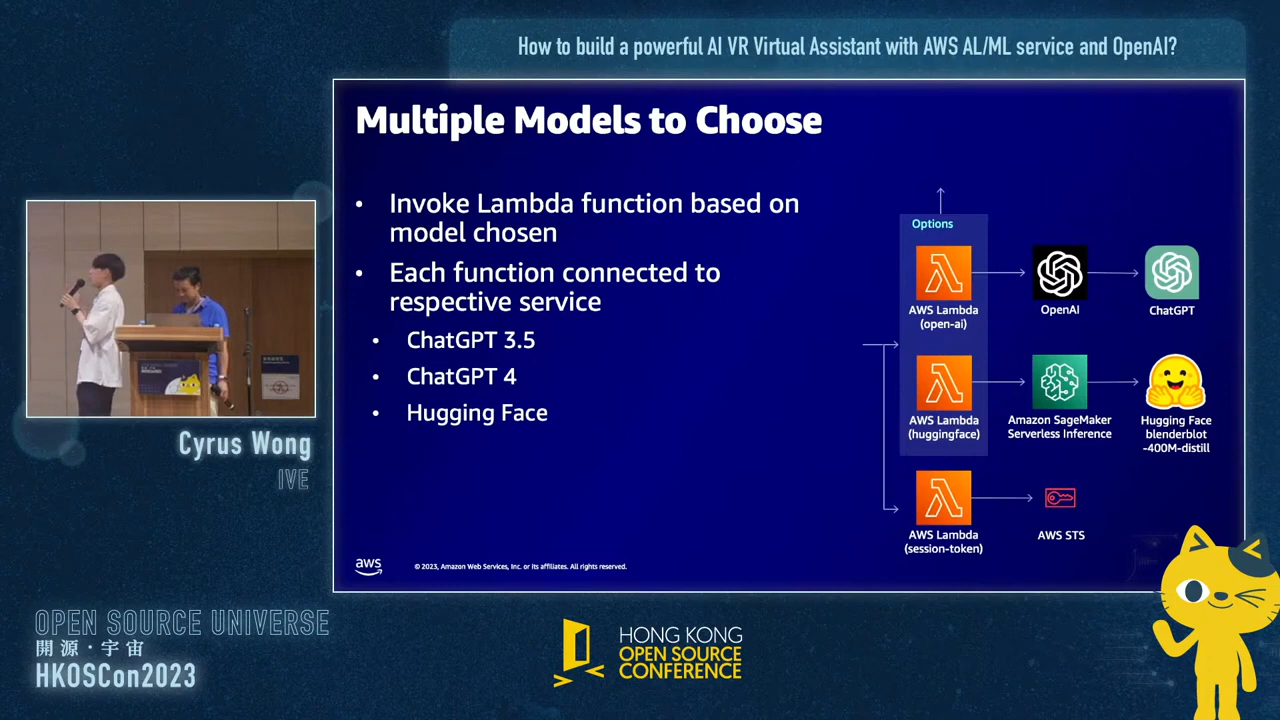 How to build a powerful AI VR Virtual Assistant with AWS AL/ML service and OpenAI?
Multiple Models to Choose
• Invoke Lambda function based on
model chosen
• Each function connected to
respective service
• ChatGPT 3.5
• ChatGPT 4
• Hugging Face
Options
AWS Lambda
(open-ai)
OpenAI
ChatGPT
AWS Lambda
(huggingface)
Amazon SageMaker
Serverless Inference
Hugging Face
blenderblot
-400M-distill
AWS Lambda
(session-token)
AWS STS
aws
© 2023, Amazon Web Services, Inc. or its affiliates. All rights reserved.
Cyrus Wong
IVE
OPEN SOURCE UNIVERSE
開源·宇宙
HKOSCon2023
HONG KONG
OPEN SOURCE
CONFERENCE